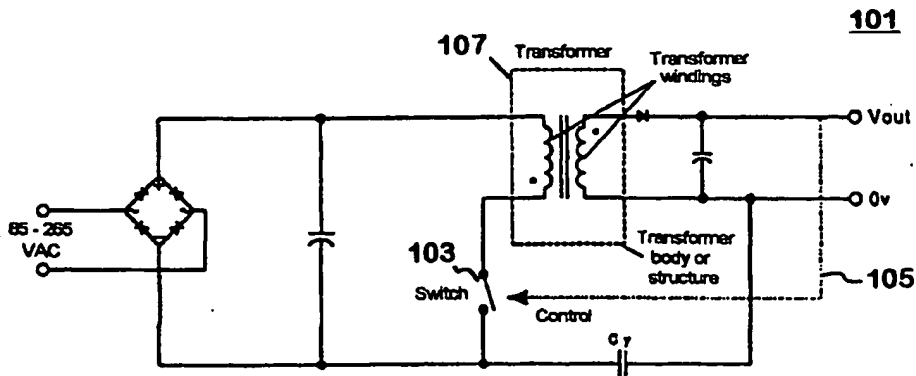 101
107
Transformer
Transformer
windings
Vout
0v
85 - 265
VAC
103
Switch
Control
Transformer
body or
structure
105
Cy